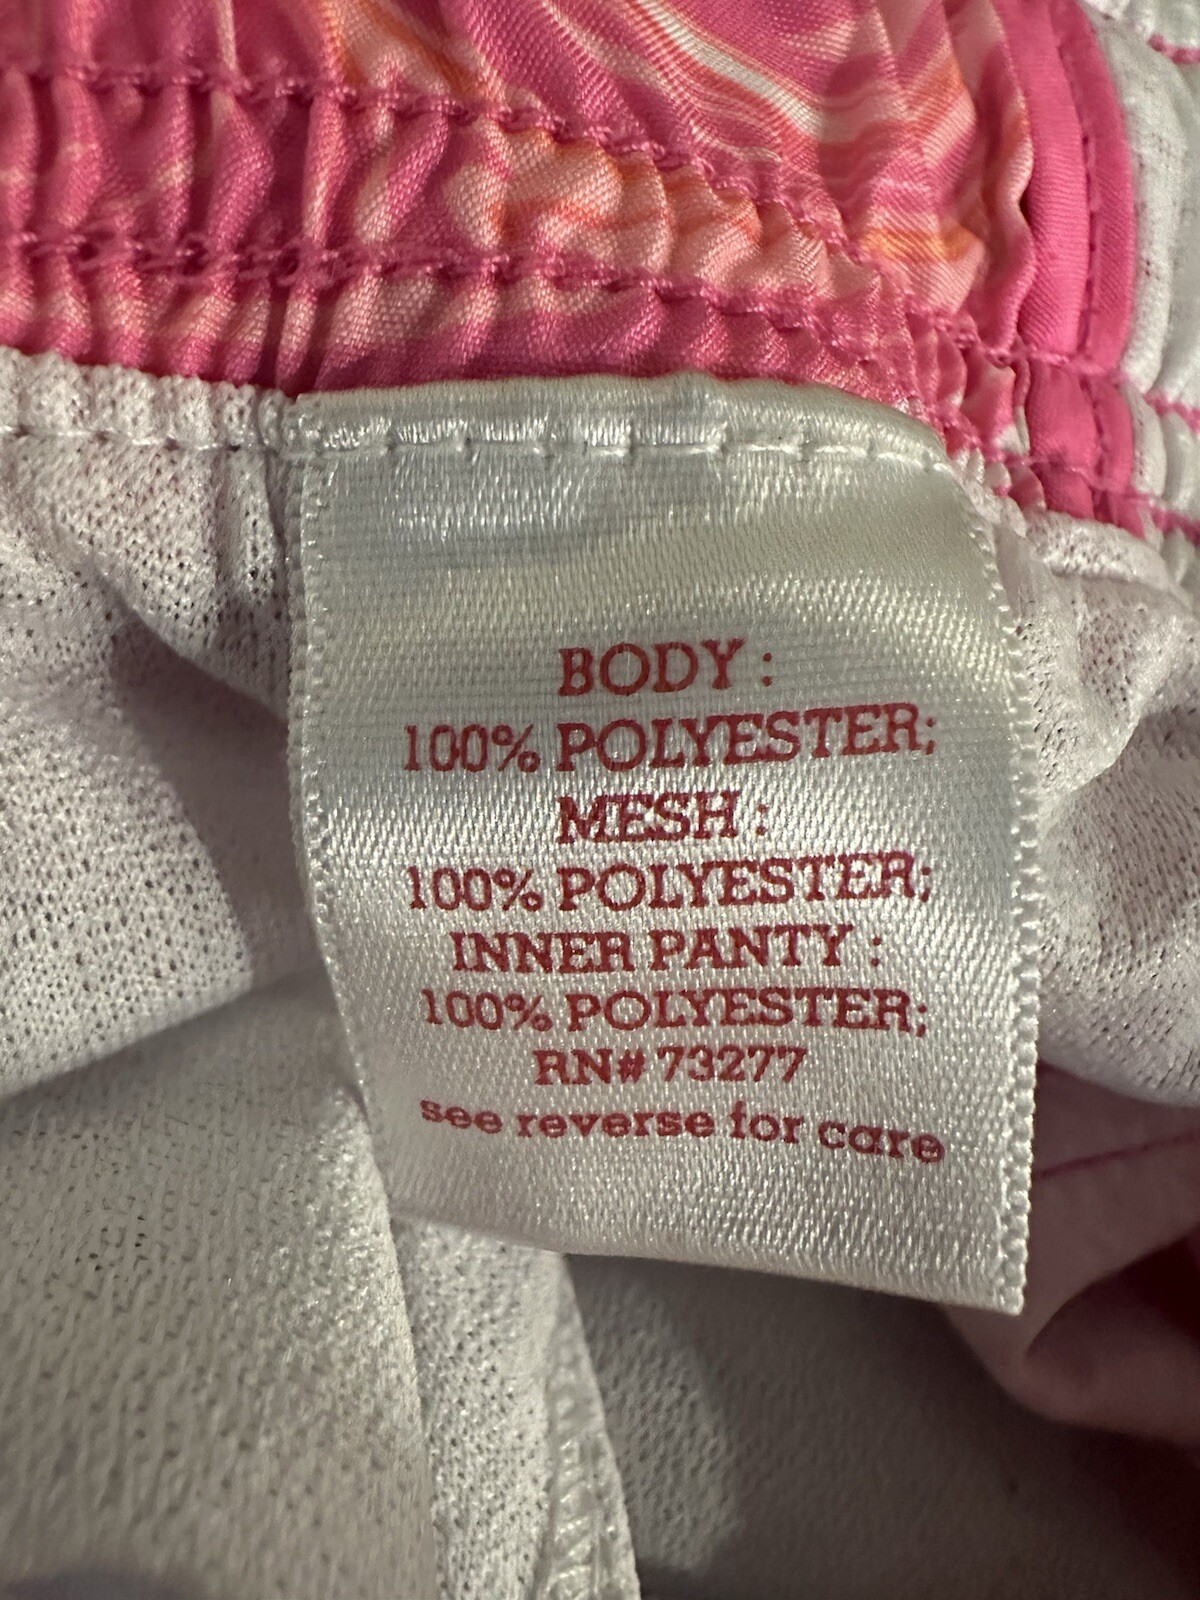 BODY :
100% POLYESTER;
MESH :
100% POLYESTER;
INNER PANTY :
100% POLYESTER;
RN# 73277
see reverse for care